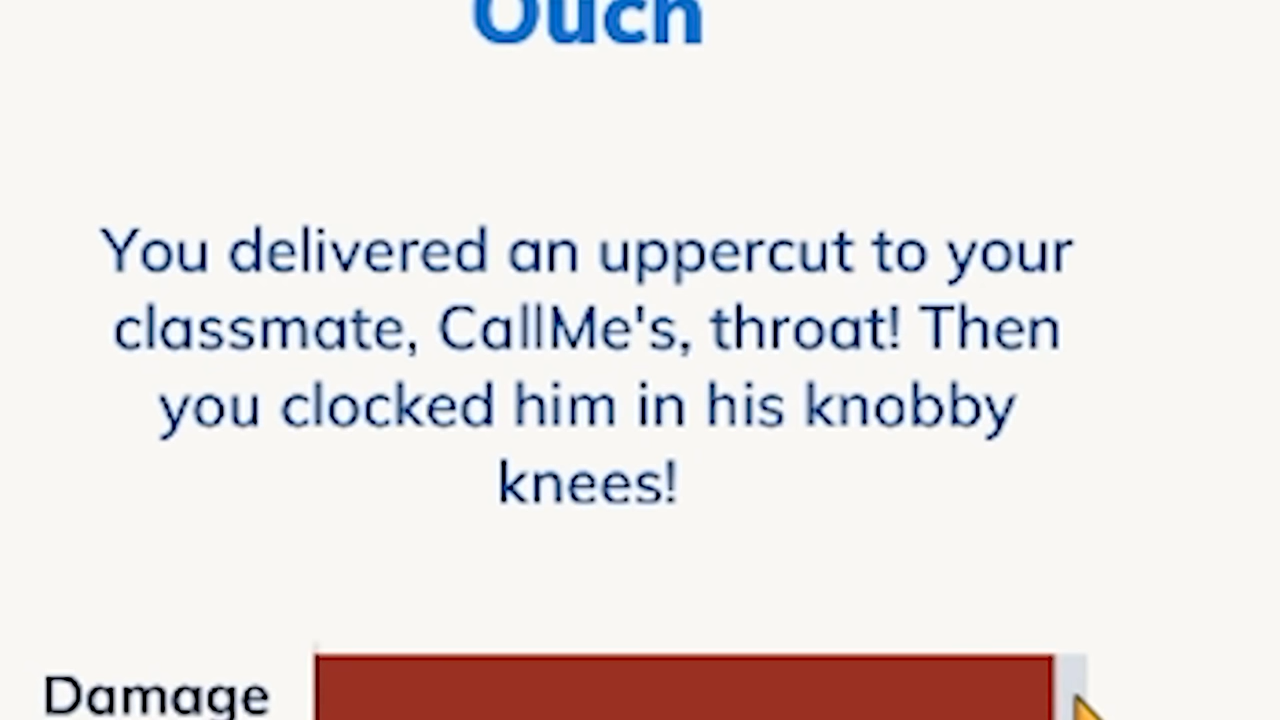 Ouch
You delivered an uppercut to your
classmate, CallMe's, throat! Then
you clocked him in his knobby
knees!
Damage